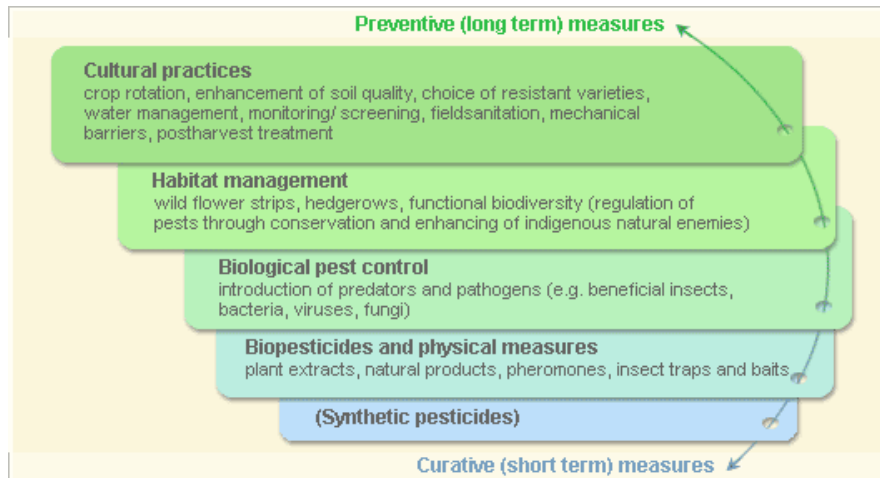 Preventive (long term) measures
Cultural practices
crop rotation, enhancement of soil quality, choice of resistant varieties,
water management, monitoring/ screening, fieldsanitation, mechanical
barriers, postharvest treatment
Habitat management
wild flower strips, hedgerows, functional biodiversity (regulation of
pests through conservation and enhancing of indigenous natural enemies)
Biological pest control
introduction of predators and pathogens (e.g. beneficial insects,
bacteria, viruses, fungi)
Biopesticides and physical measures
plant extracts, natural products, pheromones, insect traps and baits
(Synthetic pesticides)
Curative (short term) measures